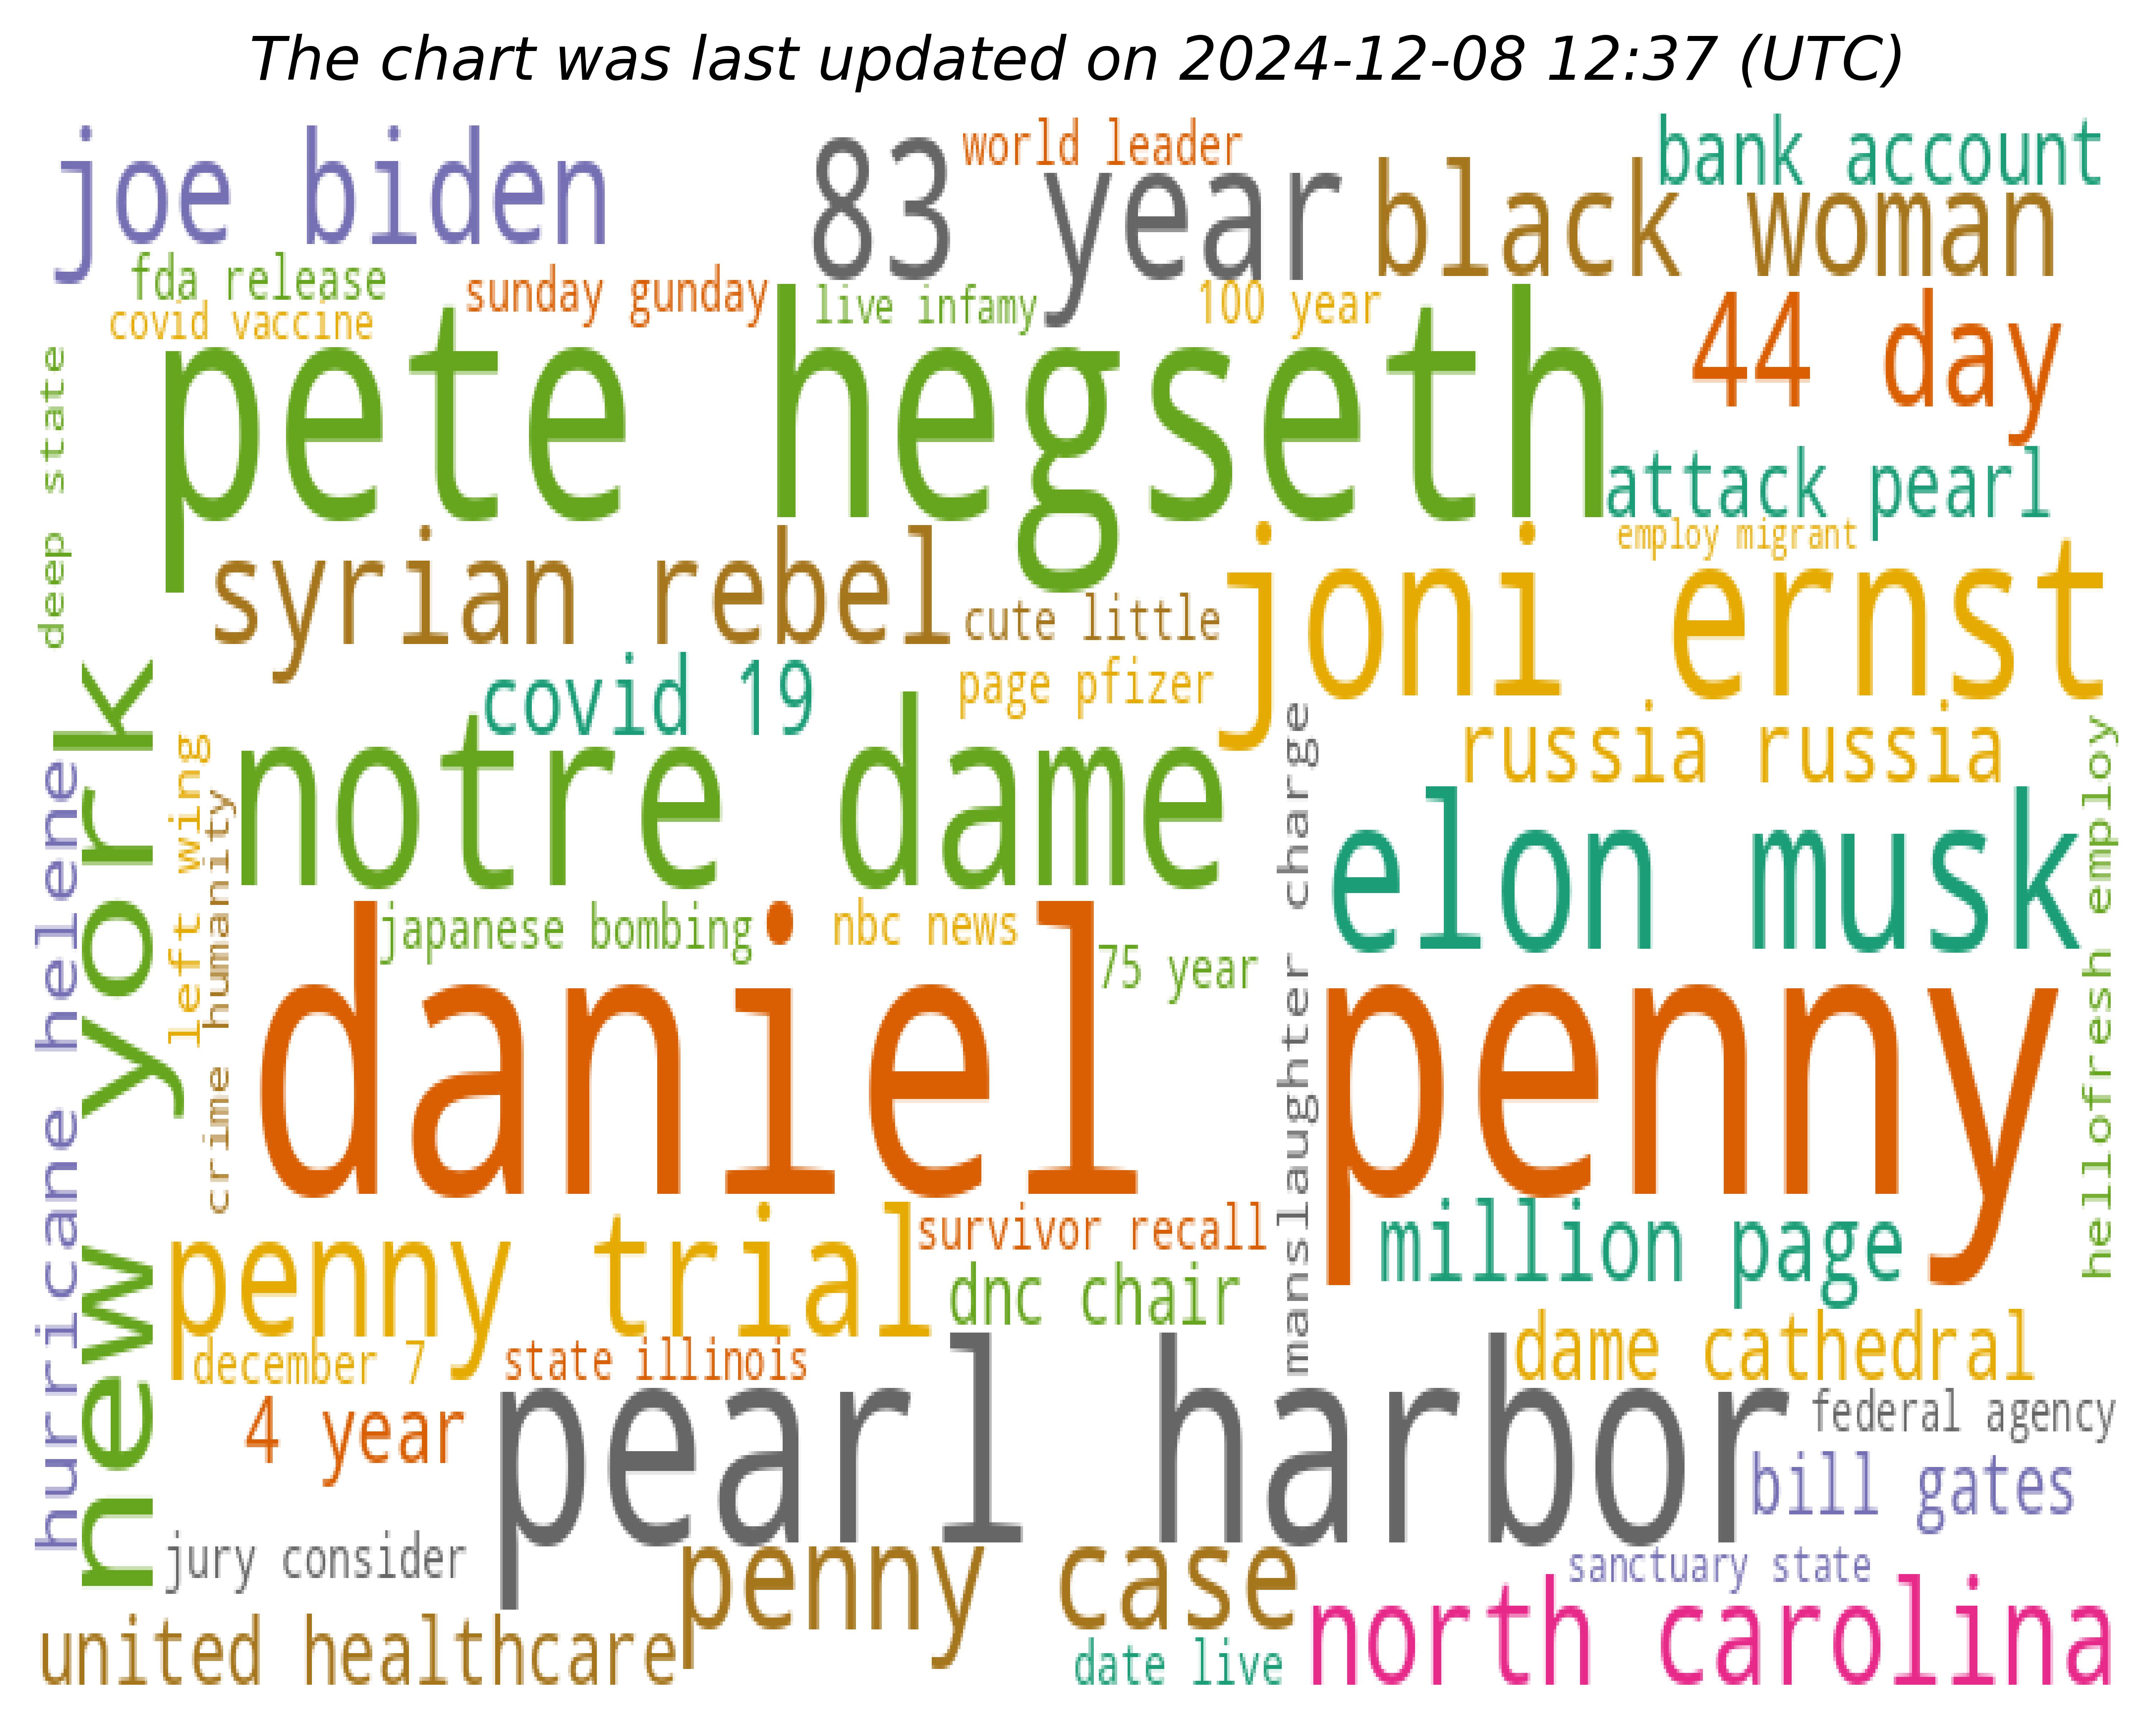 The chart was last updated on 2024-12-08 12:37 (UTC)
joe biden
83 year
world leader
bank account
black woman
fda release
sunday gunday
live infamy
100 year
44 day
covid vaccine
pete hegseth
deep state
attack pearl
employ migrant
syrian rebel
cute little
joni ernst
covid 19
page pfizer
russia russia
new york
notre dame
left wing
crime humanity
hurricane helene
manslaughter charge
elon musk
hellofresh employ
japanese bombing
nbc news
75 year
daniel penny
penny trial
survivor recall
million page
dnc chair
december 7
state illinois
dame cathedral
4 year
pearl harbor
federal agency
bill gates
jury consider
penny case
sanctuary state
united healthcare
date live
north carolina